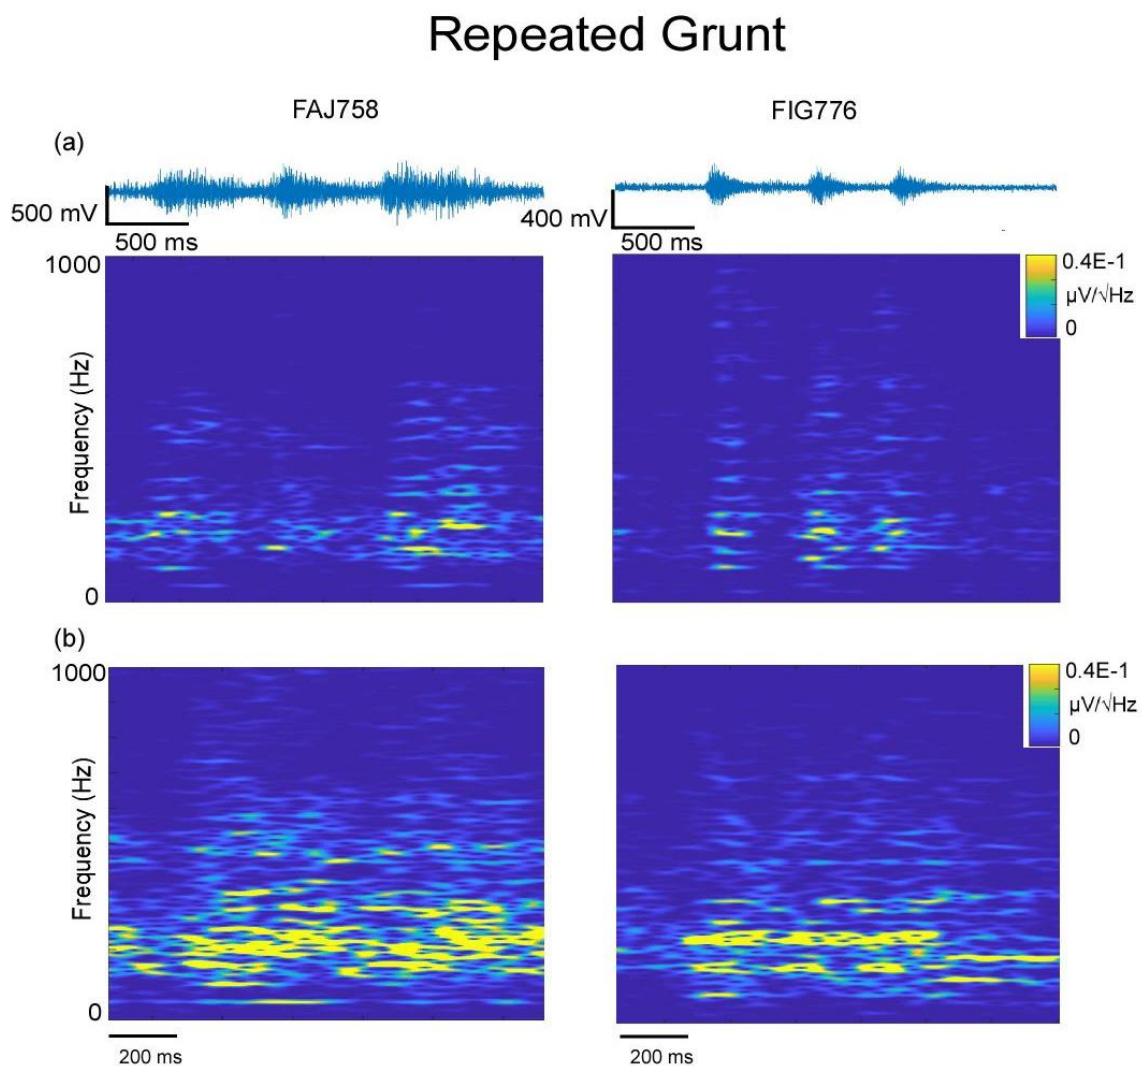 Repeated Grunt
FAJ758
FIG776
(a)
500 mV
500 ms
400 mV
500 ms
1000
Frequency (Hz)
0
0.4E-1
µV/√Hz
0
(b)
1000
Frequency (Hz)
0
0.4E-1
µV/√Hz
0
200 ms
200 ms